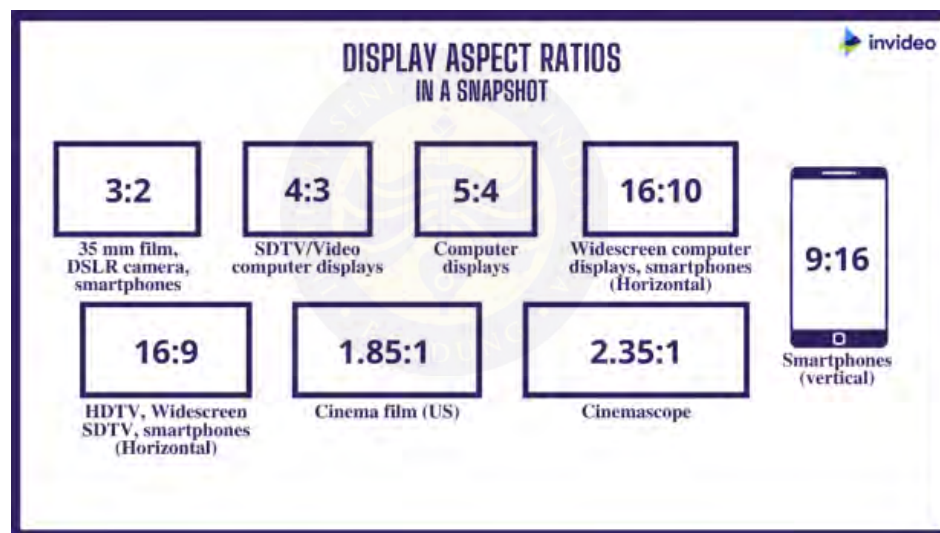 invideo
DISPLAY ASPECT RATIOS
IN A SNAPSHOT
3:2
35 mm film,
DSLR camera,
smartphones
4:3
SDTV/Video
computer displays
5:4
Computer
displays
16:10
Widescreen computer
displays, smartphones
(Horizontal)
9:16
Smartphones
(vertical)
16:9
HDTV, Widescreen
SDTV, smartphones
(Horizontal)
1.85:1
Cinema film (US)
2.35:1
Cinemascope